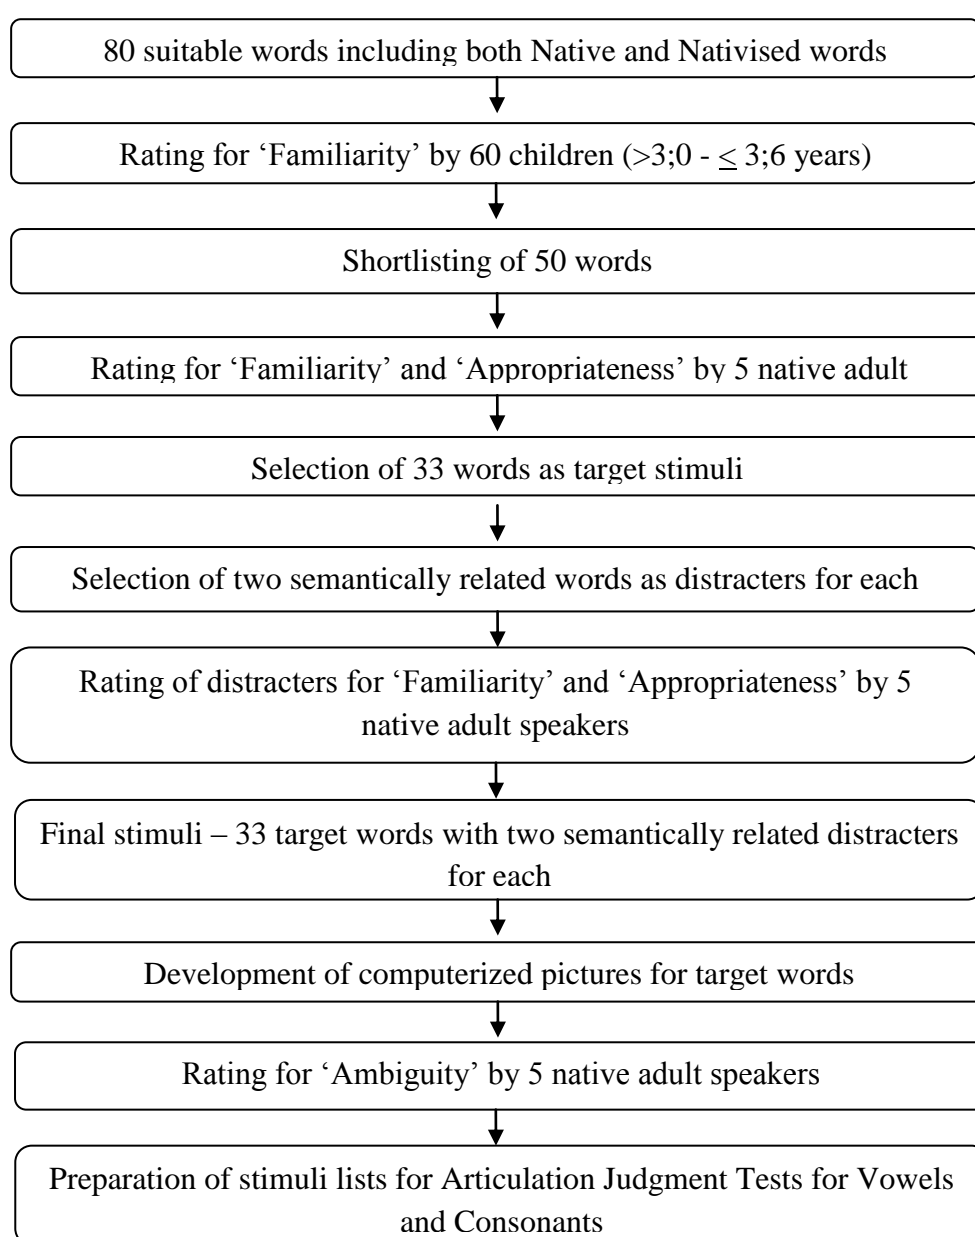 80 suitable words including both Native and Nativised words
Rating for ‘Familiarity’ by 60 children (>3;0 - ≤ 3;6 years)
Shortlisting of 50 words
Rating for ‘Familiarity’ and ‘Appropriateness’ by 5 native adult
Selection of 33 words as target stimuli
Selection of two semantically related words as distracters for each
Rating of distracters for ‘Familiarity’ and ‘Appropriateness’ by 5
native adult speakers
Final stimuli – 33 target words with two semantically related distracters
for each
Development of computerized pictures for target words
Rating for ‘Ambiguity’ by 5 native adult speakers
Preparation of stimuli lists for Articulation Judgment Tests for Vowels
and Consonants